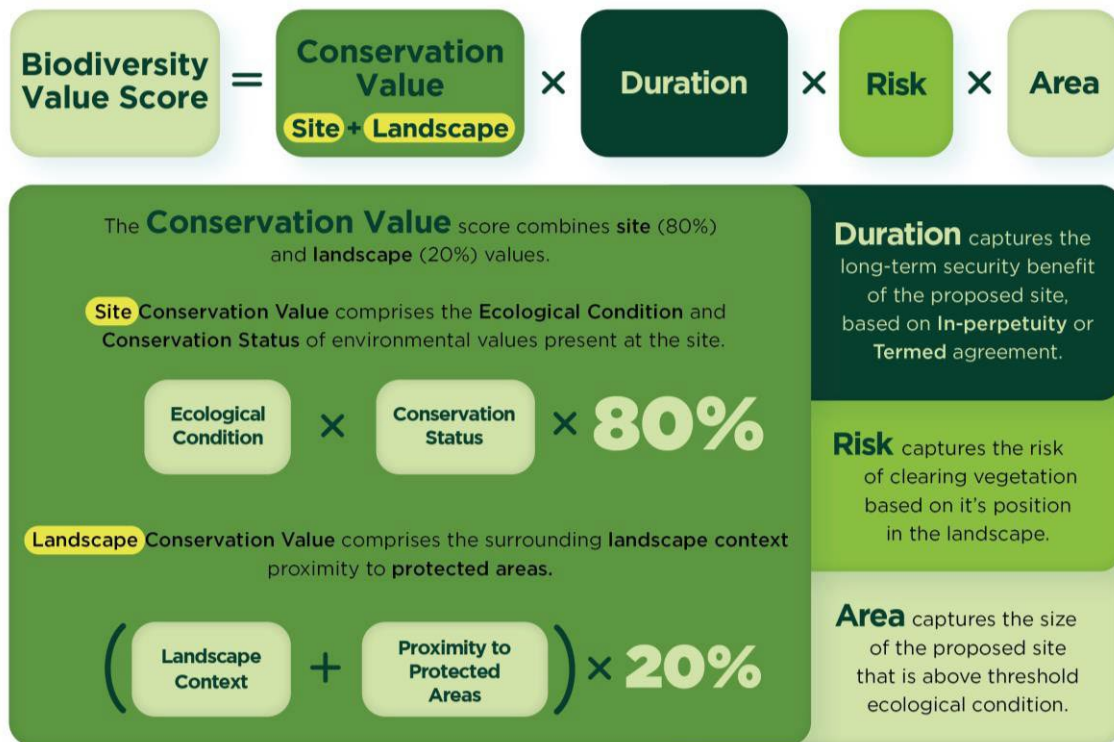 Biodiversity
Value Score
=
Conservation
Value
Site + Landscape
×
Duration
×
Risk
×
Area
The Conservation Value score combines site (80%)
and landscape (20%) values.
Site Conservation Value comprises the Ecological Condition and
Conservation Status of environmental values present at the site.
Ecological
Condition
×
Conservation
Status
× 80%
Landscape Conservation Value comprises the surrounding landscape context
proximity to protected areas.
(
Landscape
Context
+
Proximity to
Protected
Areas
) × 20%
Duration captures the
long-term security benefit
of the proposed site,
based on In-perpetuity or
Termed agreement.
Risk captures the risk
of clearing vegetation
based on it's position
in the landscape.
Area captures the size
of the proposed site
that is above threshold
ecological condition.